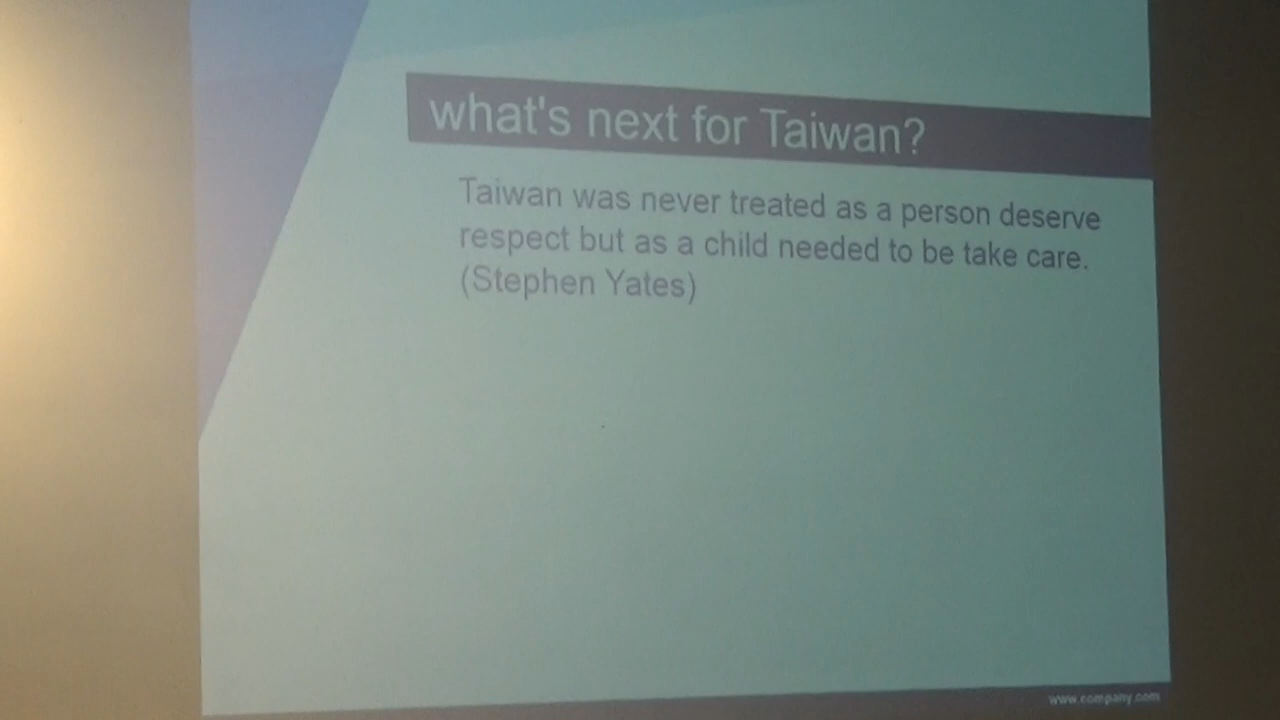 what's next for Taiwan?
Taiwan was never treated as a person deserve
respect but as a child needed to be take care.
(Stephen Yates)
www.company.com